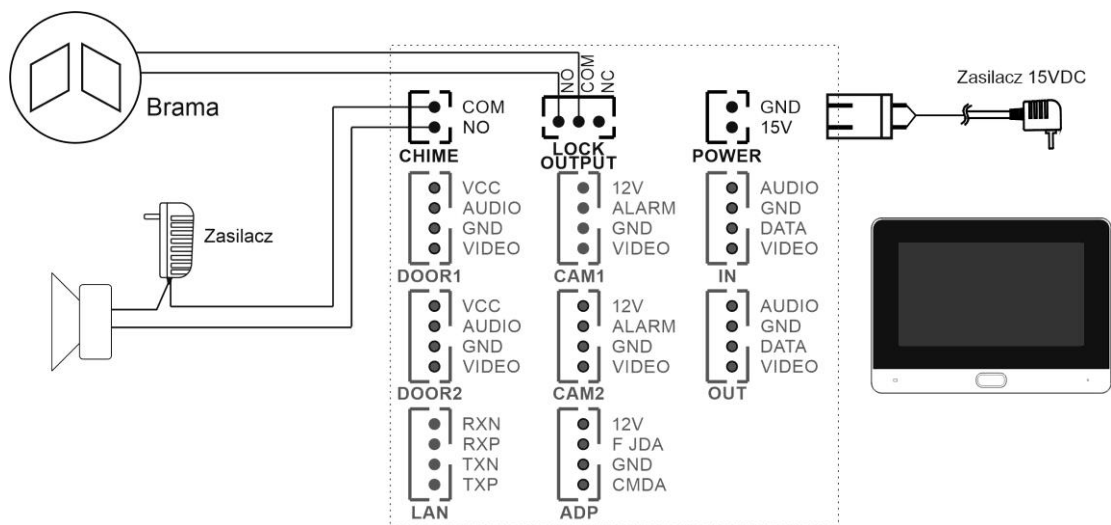 Brama
NO
COM
NC
COM
NO
CHIME
LOCK
OUTPUT
GND
15V
POWER
Zasilacz 15VDC
Zasilacz
VCC
AUDIO
GND
VIDEO
DOOR1
12V
ALARM
GND
VIDEO
CAM1
AUDIO
GND
DATA
VIDEO
IN
VCC
AUDIO
GND
VIDEO
DOOR2
12V
ALARM
GND
VIDEO
CAM2
AUDIO
GND
DATA
VIDEO
OUT
RXN
RXP
TXN
TXP
LAN
12V
F JDA
GND
CMDA
ADP